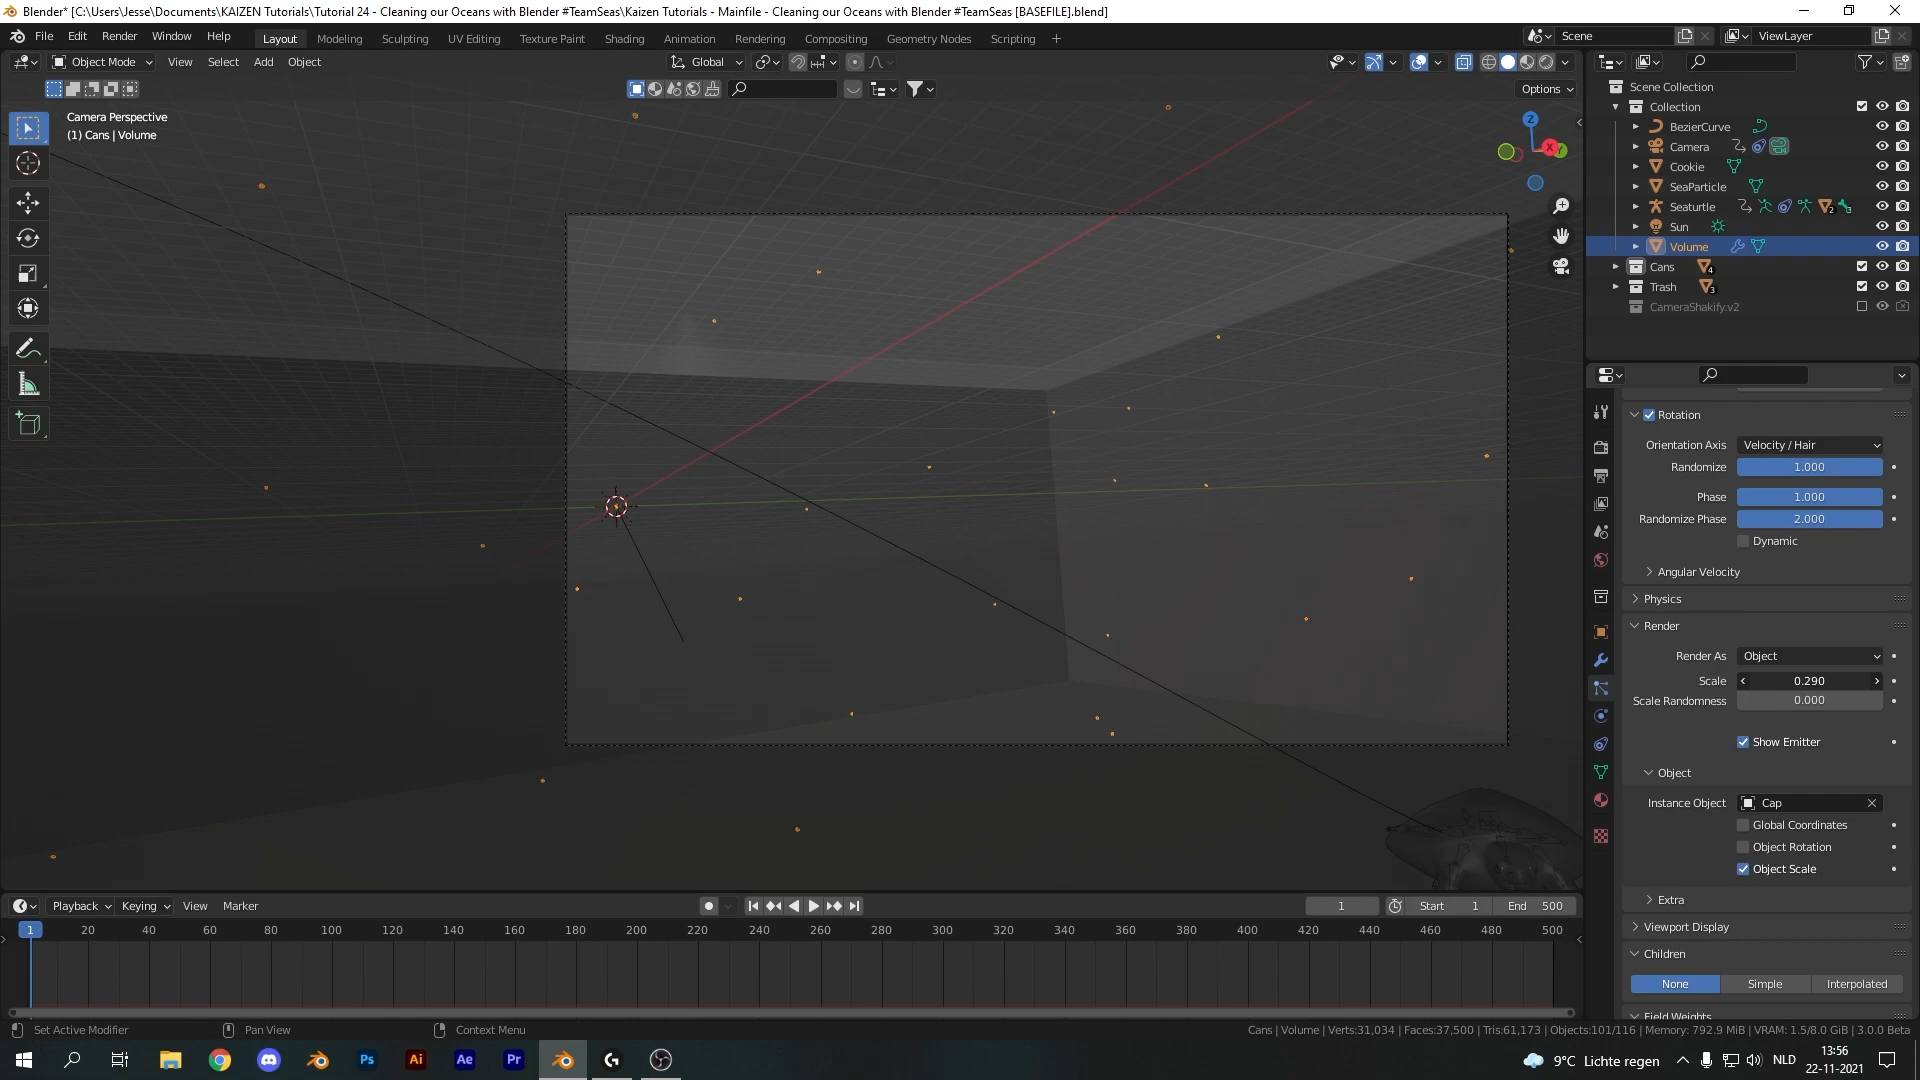 Blender* [C:\Users\Jesse\Documents\KAIZEN Tutorials\Tutorial 24 - Cleaning our Oceans with Blender #TeamSeas\Kaizen Tutorials - Mainfile - Cleaning our Oceans with Blender #TeamSeas [BASEFILE].blend]
File Edit Render Window Help Layout Modeling Sculpting UV Editing Texture Paint Shading Animation Rendering Compositing Geometry Nodes Scripting + Scene ViewLayer
Object Mode View Select Add Object Global
Options
Camera Perspective
(1) Cans | Volume
Z
X
Y
Scene Collection
Collection
BezierCurve
Camera
Cookie
SeaParticle
Seaturtle 2
Sun
Volume
Cans 4
Trash 3
CameraShakify.v2
Rotation
Orientation Axis Velocity / Hair
Randomize 1.000
Phase 1.000
Randomize Phase 2.000
Dynamic
Angular Velocity
Physics
Render
Render As Object
Scale 0.290
Scale Randomness 0.000
Show Emitter
Object
Instance Object Cap
Global Coordinates
Object Rotation
Object Scale
Extra
Viewport Display
Children
None Simple Interpolated
Field Weights
Playback Keying View Marker 1 Start 1 End 500
1 20 40 60 80 100 120 140 160 180 200 220 240 260 280 300 320 340 360 380 400 420 440 460 480 500
Set Active Modifier Pan View Context Menu Cans | Volume | Verts:31,034 | Faces:37,500 | Tris:61,173 | Objects:101/116 | Memory: 792.9 MiB | VRAM: 1.5/8.0 GiB | 3.0.0 Beta
Ps Ai Ae Pr 9°C Lichte regen NLD 13:56
22-11-2021